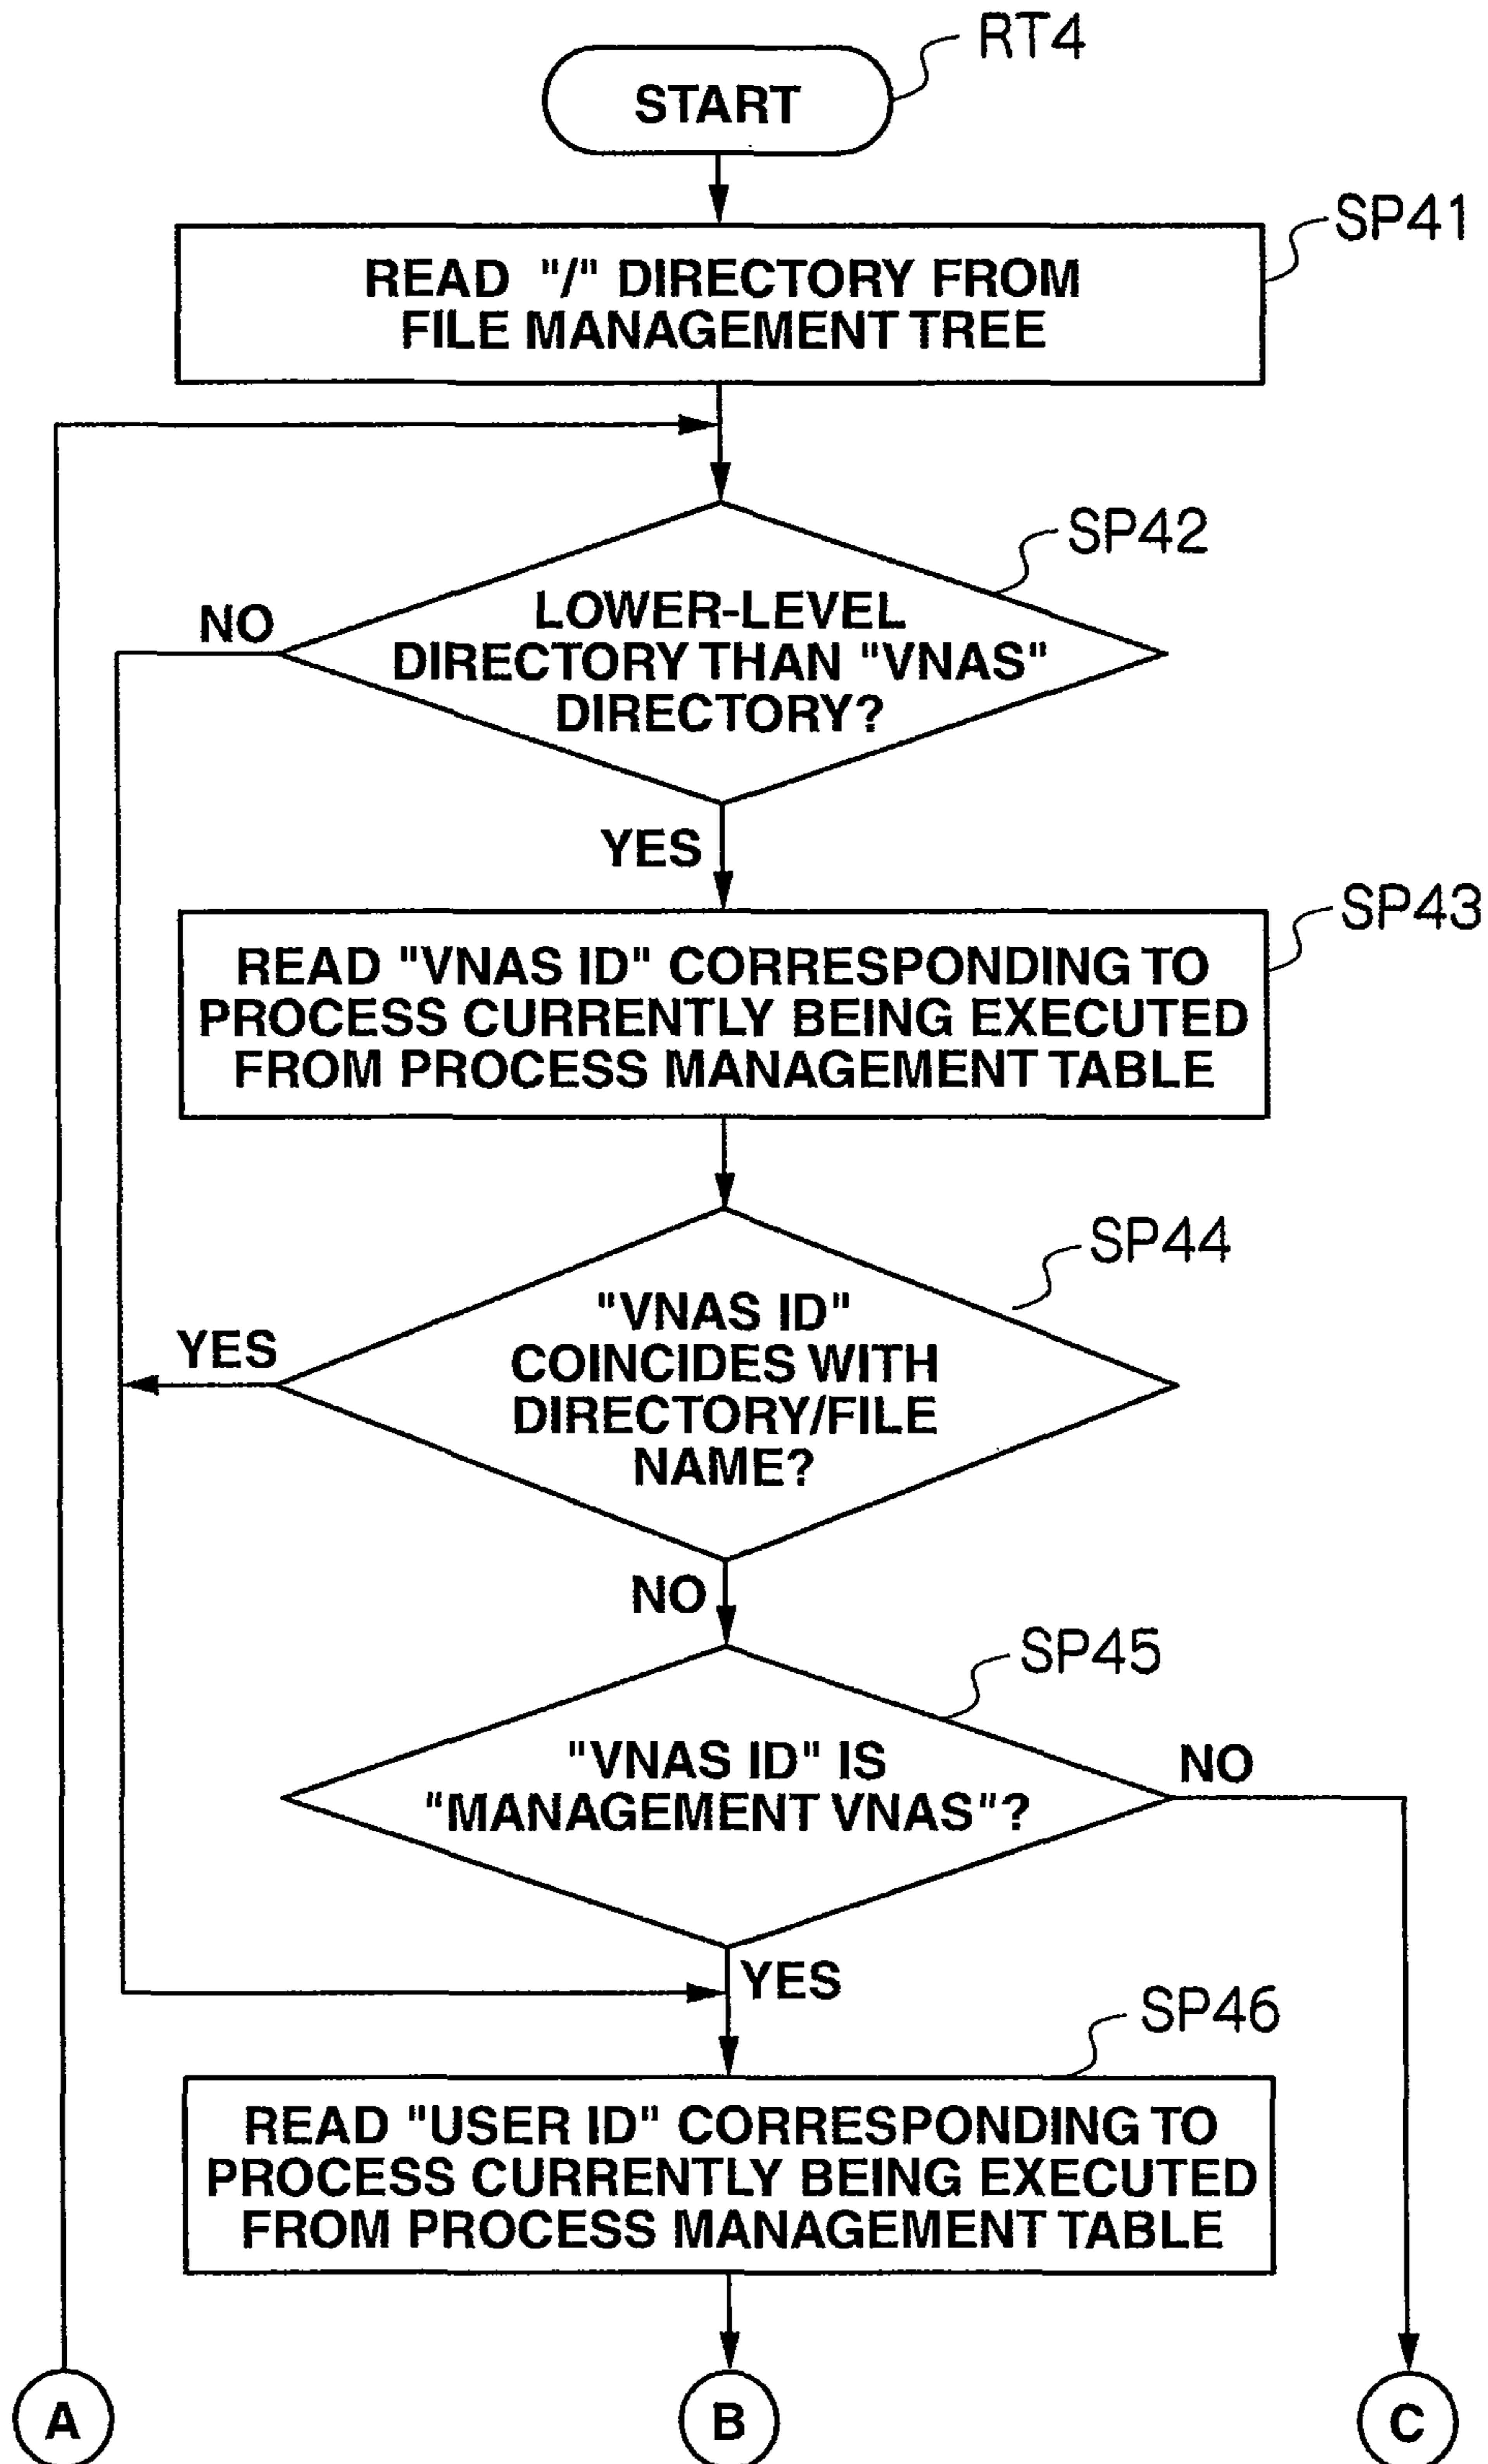 RT4
START
SP41
READ "/" DIRECTORY FROM
FILE MANAGEMENT TREE
SP42
NO
LOWER-LEVEL
DIRECTORY THAN "VNAS"
DIRECTORY?
YES
SP43
READ "VNAS ID" CORRESPONDING TO
PROCESS CURRENTLY BEING EXECUTED
FROM PROCESS MANAGEMENT TABLE
SP44
YES
"VNAS ID"
COINCIDES WITH
DIRECTORY/FILE
NAME?
NO
SP45
"VNAS ID" IS
"MANAGEMENT VNAS"?
NO
YES
SP46
READ "USER ID" CORRESPONDING TO
PROCESS CURRENTLY BEING EXECUTED
FROM PROCESS MANAGEMENT TABLE
A
B
C